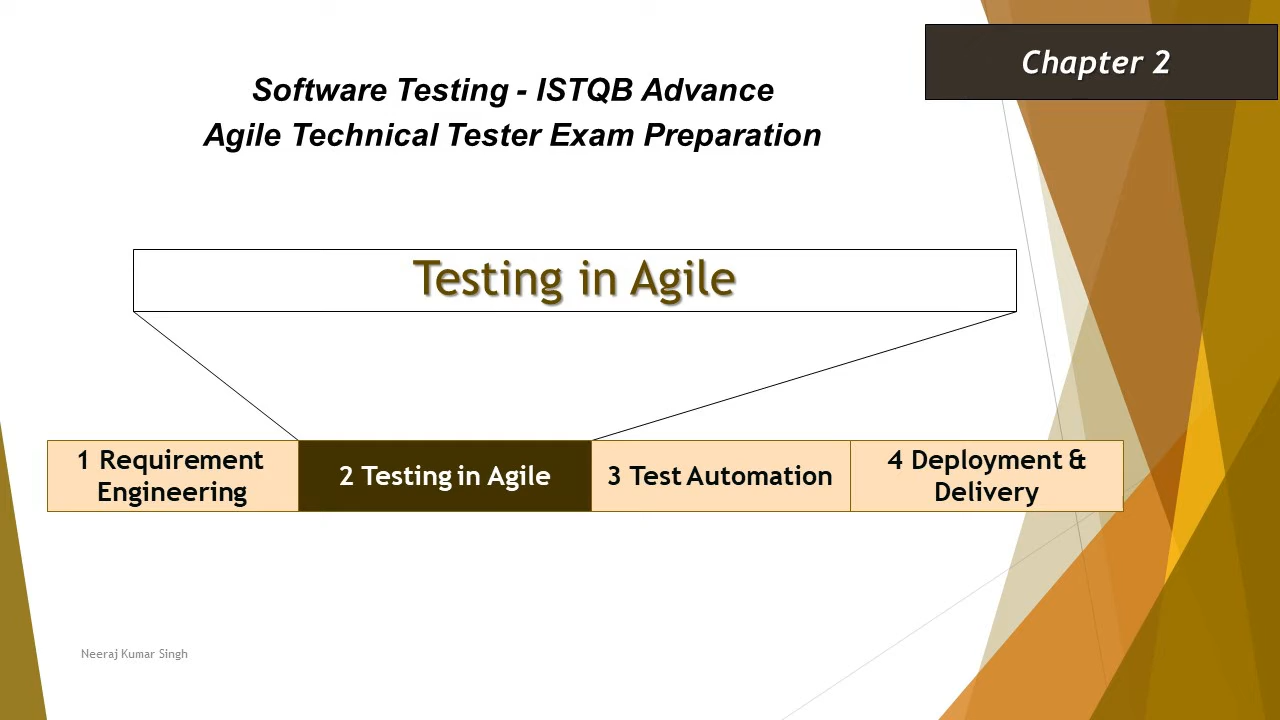 Chapter 2
Software Testing - ISTQB Advance
Agile Technical Tester Exam Preparation
Testing in Agile
1 Requirement
Engineering
2 Testing in Agile
3 Test Automation
4 Deployment &
Delivery
Neeraj Kumar Singh